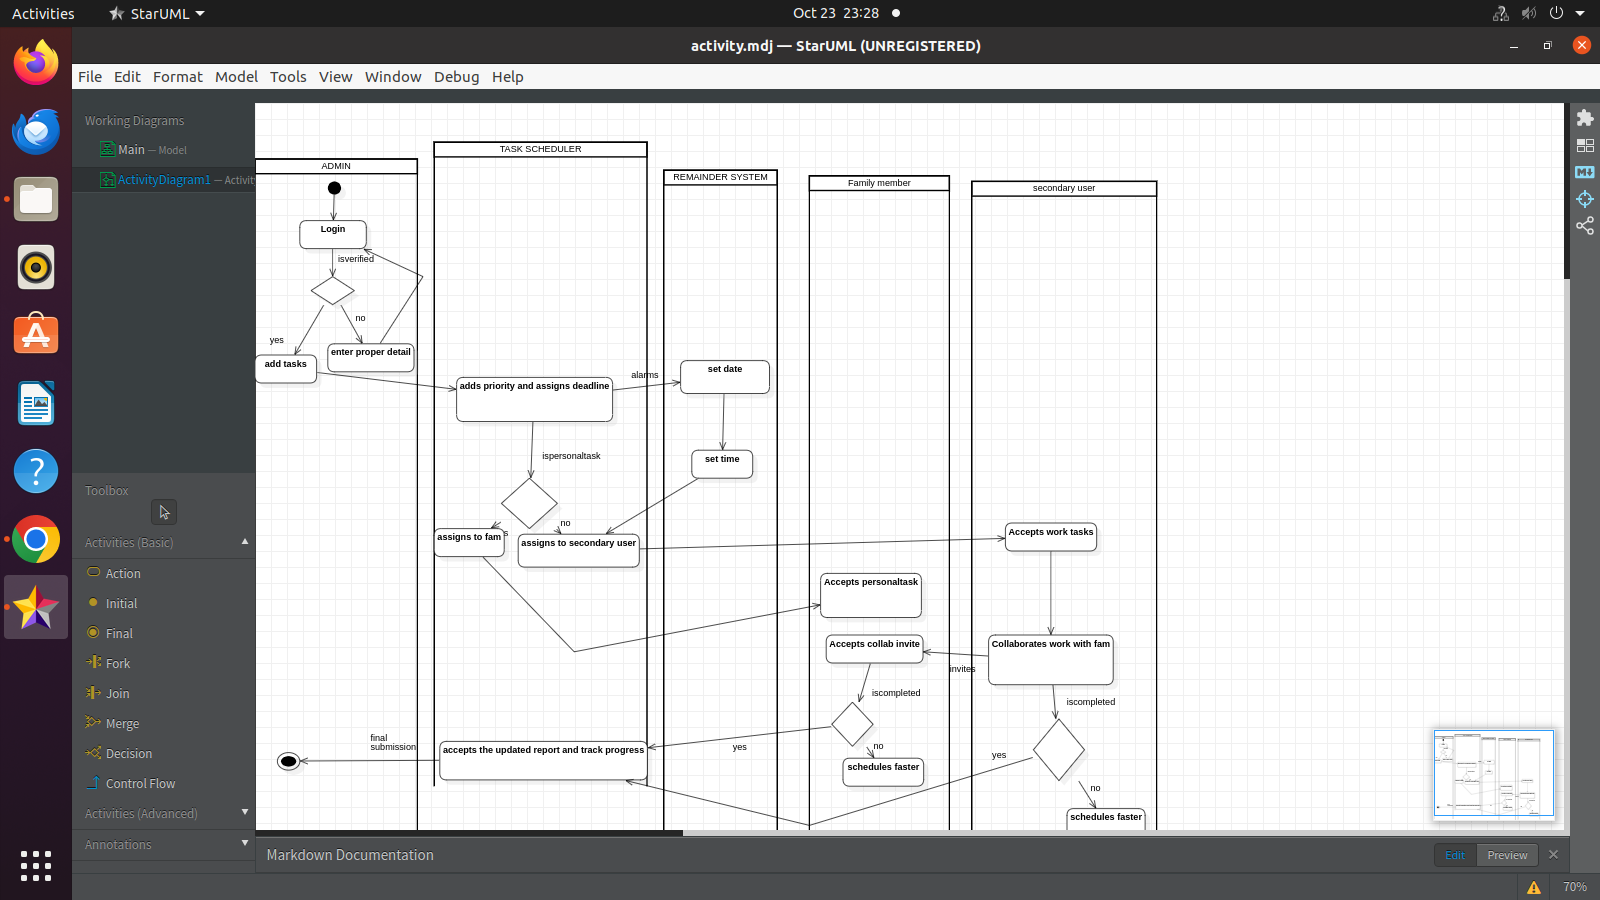 Activities
StarUML
Oct 23 23:28
activity.mdj — StarUML (UNREGISTERED)
File Edit Format Model Tools View Window Debug Help
Working Diagrams
Main — Model
ActivityDiagram1 — Activit
Toolbox
Activities (Basic)
Action
Initial
Final
Fork
Join
Merge
Decision
Control Flow
Activities (Advanced)
Annotations
ADMIN
TASK SCHEDULER
REMAINDER SYSTEM
Family member
secondary user
Login
isverified
no
yes
enter proper detail
add tasks
adds priority and assigns deadline
alarms
set date
ispersonaltask
set time
no
s
assigns to fam
assigns to secondary user
Accepts work tasks
Accepts personaltask
Accepts collab invite
Collaborates work with fam
invites
iscompleted
iscompleted
final
submission
accepts the updated report and track progress
yes
no
schedules faster
yes
no
schedules faster
Markdown Documentation
Edit
Preview
70%